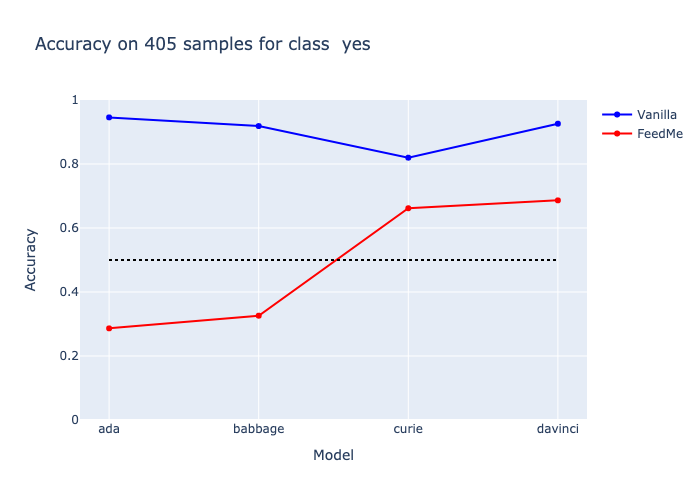 Accuracy on 405 samples for class  yes
Vanilla
FeedMe
Accuracy
1
0.8
0.6
0.4
0.2
0
ada
babbage
curie
davinci
Model